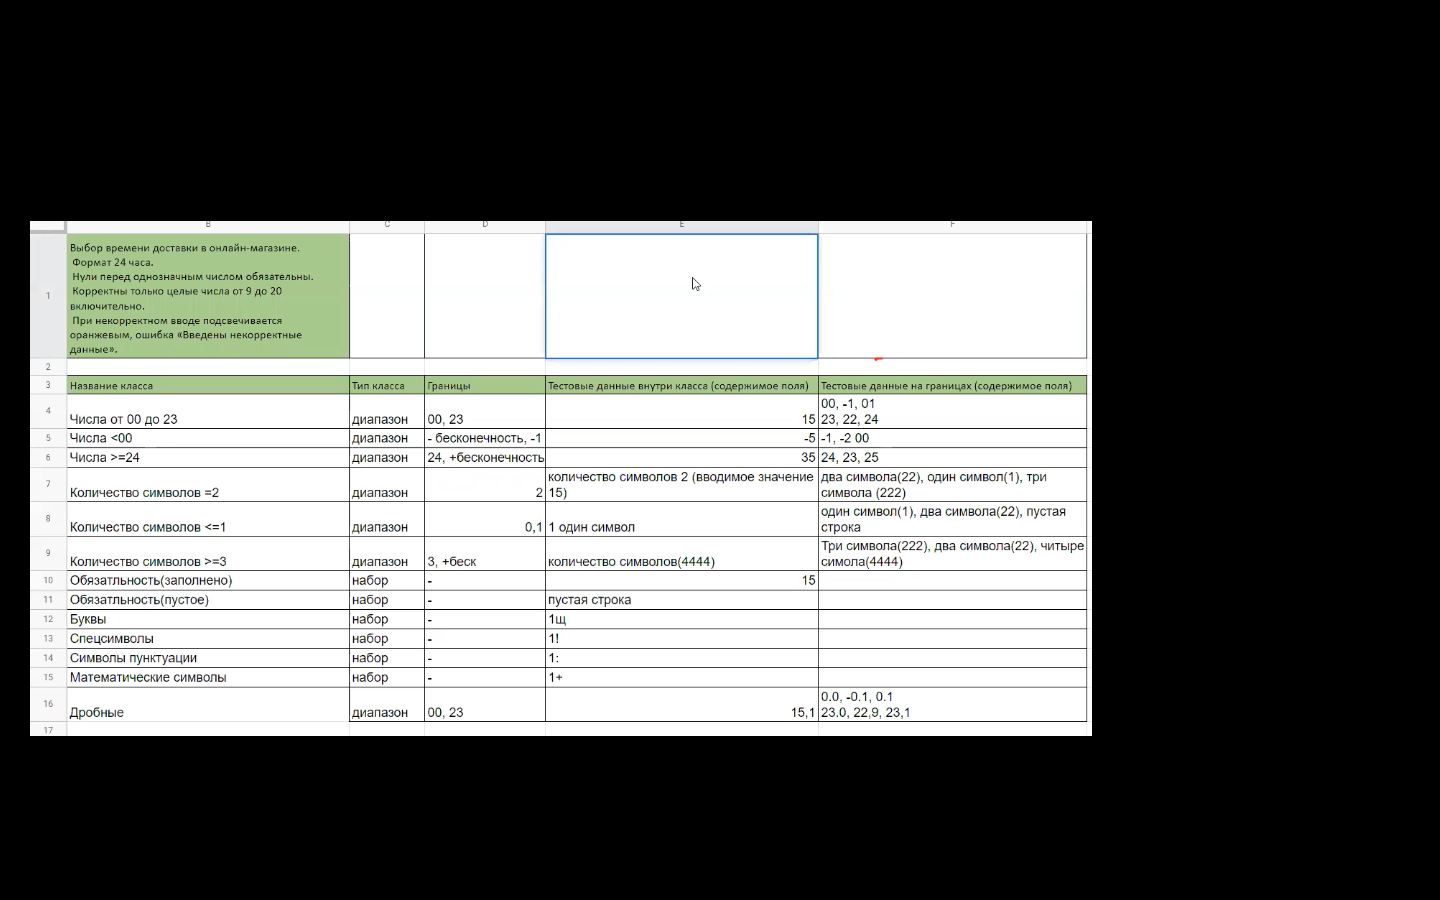 B C D E F
1
Выбор времени доставки в онлайн-магазине.
Формат 24 часа.
Нули перед однозначным числом обязательны.
Корректны только целые числа от 9 до 20
включительно.
При некорректном вводе подсвечивается
оранжевым, ошибка «Введены некорректные
данные».
2
3 Название класса Тип класса Границы Тестовые данные внутри класса (содержимое поля) Тестовые данные на границах (содержимое поля)
4 Числа от 00 до 23 диапазон 00, 23 15 00, -1, 01
23, 22, 24
5 Числа <00 диапазон - бесконечность, -1 -5 -1, -2 00
6 Числа >=24 диапазон 24, +бесконечность 35 24, 23, 25
7 Количество символов =2 диапазон 2 количество символов 2 (вводимое значение
15)
два символа(22), один символ(1), три
символа (222)
8 Количество символов <=1 диапазон 0,1 1 один символ один символ(1), два символа(22), пустая
строка
9 Количество символов >=3 диапазон 3, +беск количество символов(4444) Три символа(222), два символа(22), читыре
симола(4444)
10 Обязатльность(заполнено) набор - 15
11 Обязатльность(пустое) набор - пустая строка
12 Буквы набор - 1щ
13 Спецсимволы набор - 1!
14 Символы пунктуации набор - 1:
15 Математические символы набор - 1+
16 Дробные диапазон 00, 23 15,1 0.0, -0.1, 0.1
23.0, 22,9, 23,1
17